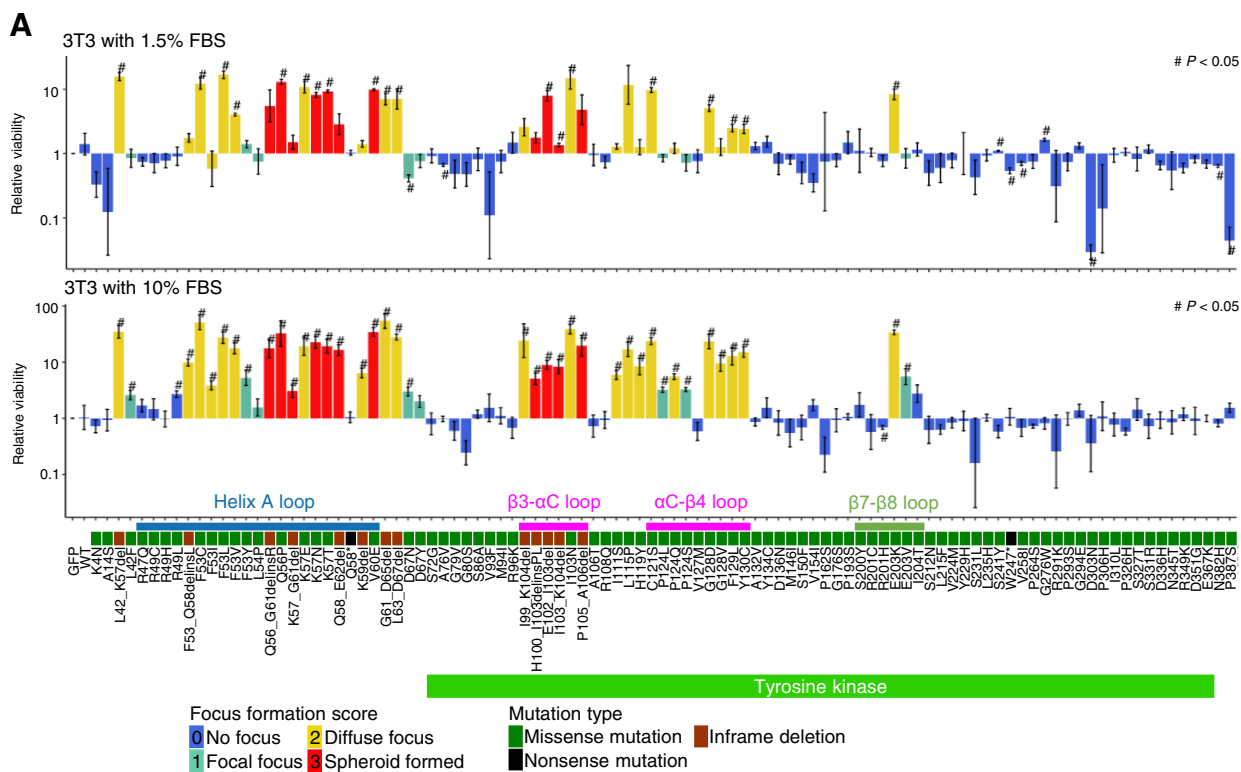 A
3T3 with 1.5% FBS
# P < 0.05
Relative viability
10
1
0.1
# # # # # # # # # # # # # # # # # # # # # # # # # # # # # # # # #
3T3 with 10% FBS
# P < 0.05
Relative viability
100
10
1
0.1
# # # # # # # # # # # # # # # # # # # # # # # # # # # # # # # # # # # # # # # # # # #
Helix A loop
β3-αC loop
αC-β4 loop
β7-β8 loop
GFP
WT
K4N
A14S
L42_K57del
L42F
R47Q
R49C
R49H
R49L
F53_Q58delinsL
F53C
F53I
F53L
F53V
F53Y
L54P
Q56_G61delinsR
Q56P
K57_G61del
K57E
K57N
K57T
Q58_E62del
Q58*
K59del
V60E
G61_D65del
L63_D67del
D67N
D67Y
S72G
A76V
G79V
G80S
S86A
V93F
M94I
R96K
I99_K104del
H100_I103delinsPL
E102_I103del
I103_K104del
I103N
P105_A106del
A106T
R108Q
L111S
L115P
H119Y
C121S
P124L
P124Q
P124S
V127M
G128D
G128V
F129L
Y130C
A132V
Y134C
D136N
M146I
S150F
V154I
P162S
G176S
P193S
S200Y
R201C
R201H
E203K
E203V
I204T
S212N
L215F
V224M
Y229H
S231L
L235H
S241Y
W247*
V258I
P264S
G276W
R291K
P293S
G294E
D303N
P306H
I310L
P326H
S327T
S331R
D336H
N345T
R349K
D351G
E367K
N382H
P387S
Tyrosine kinase
Focus formation score
0 No focus
2 Diffuse focus
1 Focal focus
3 Spheroid formed
Mutation type
Missense mutation
Inframe deletion
Nonsense mutation